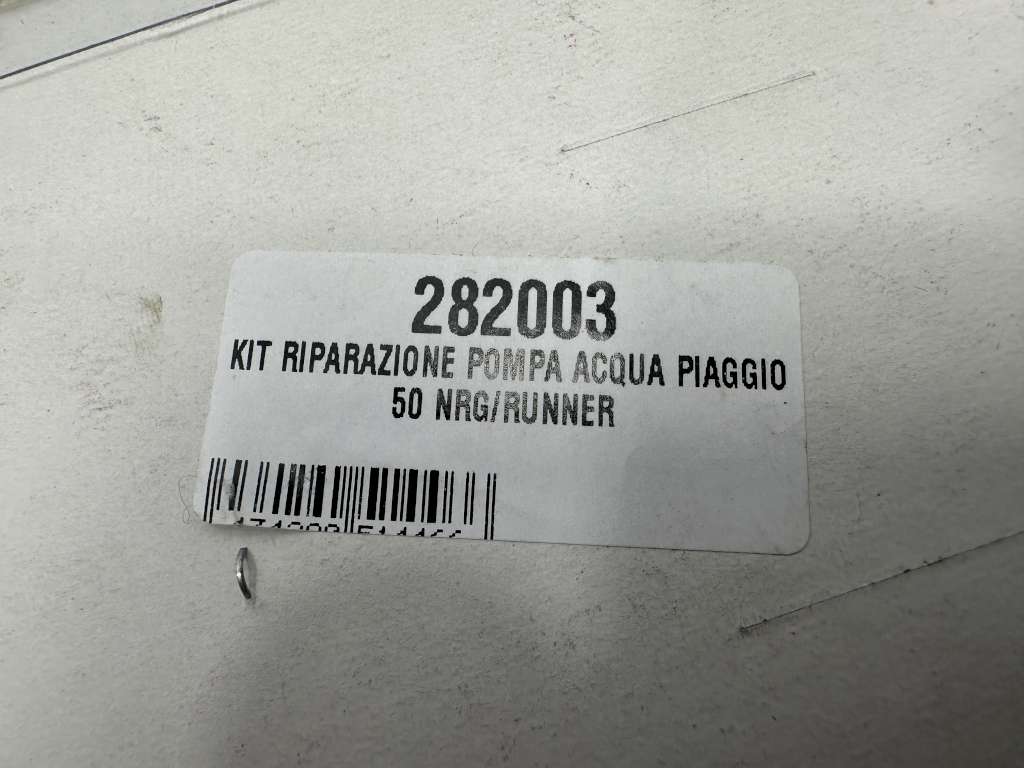 282003
KIT RIPARAZIONE POMPA ACQUA PIAGGIO
50 NRG/RUNNER